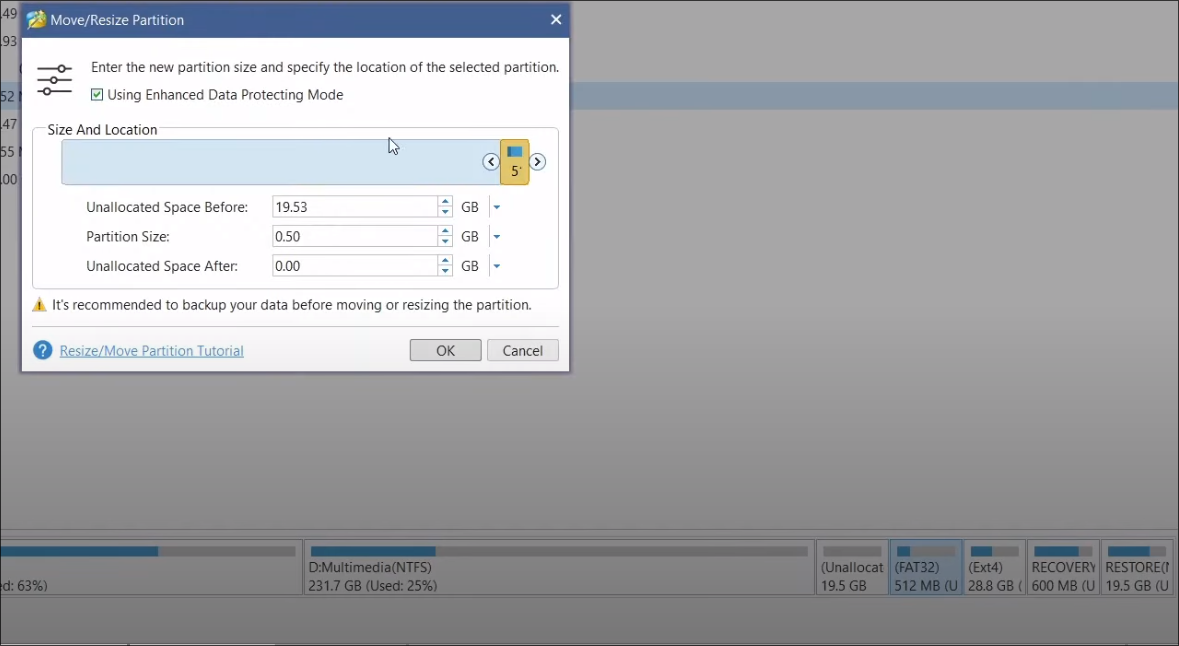 .49
Move/Resize Partition
.93
Enter the new partition size and specify the location of the selected partition.
Using Enhanced Data Protecting Mode
52
.47
Size And Location
55
.00
5
Unallocated Space Before: 19.53 GB
Partition Size: 0.50 GB
Unallocated Space After: 0.00 GB
It's recommended to backup your data before moving or resizing the partition.
? Resize/Move Partition Tutorial OK Cancel
D:Multimedia(NTFS) (Unallocat (FAT32) (Ext4) RECOVERY RESTORE(
ed: 63%) 231.7 GB (Used: 25%) 19.5 GB 512 MB (U 28.8 GB ( 600 MB (U 19.5 GB (U